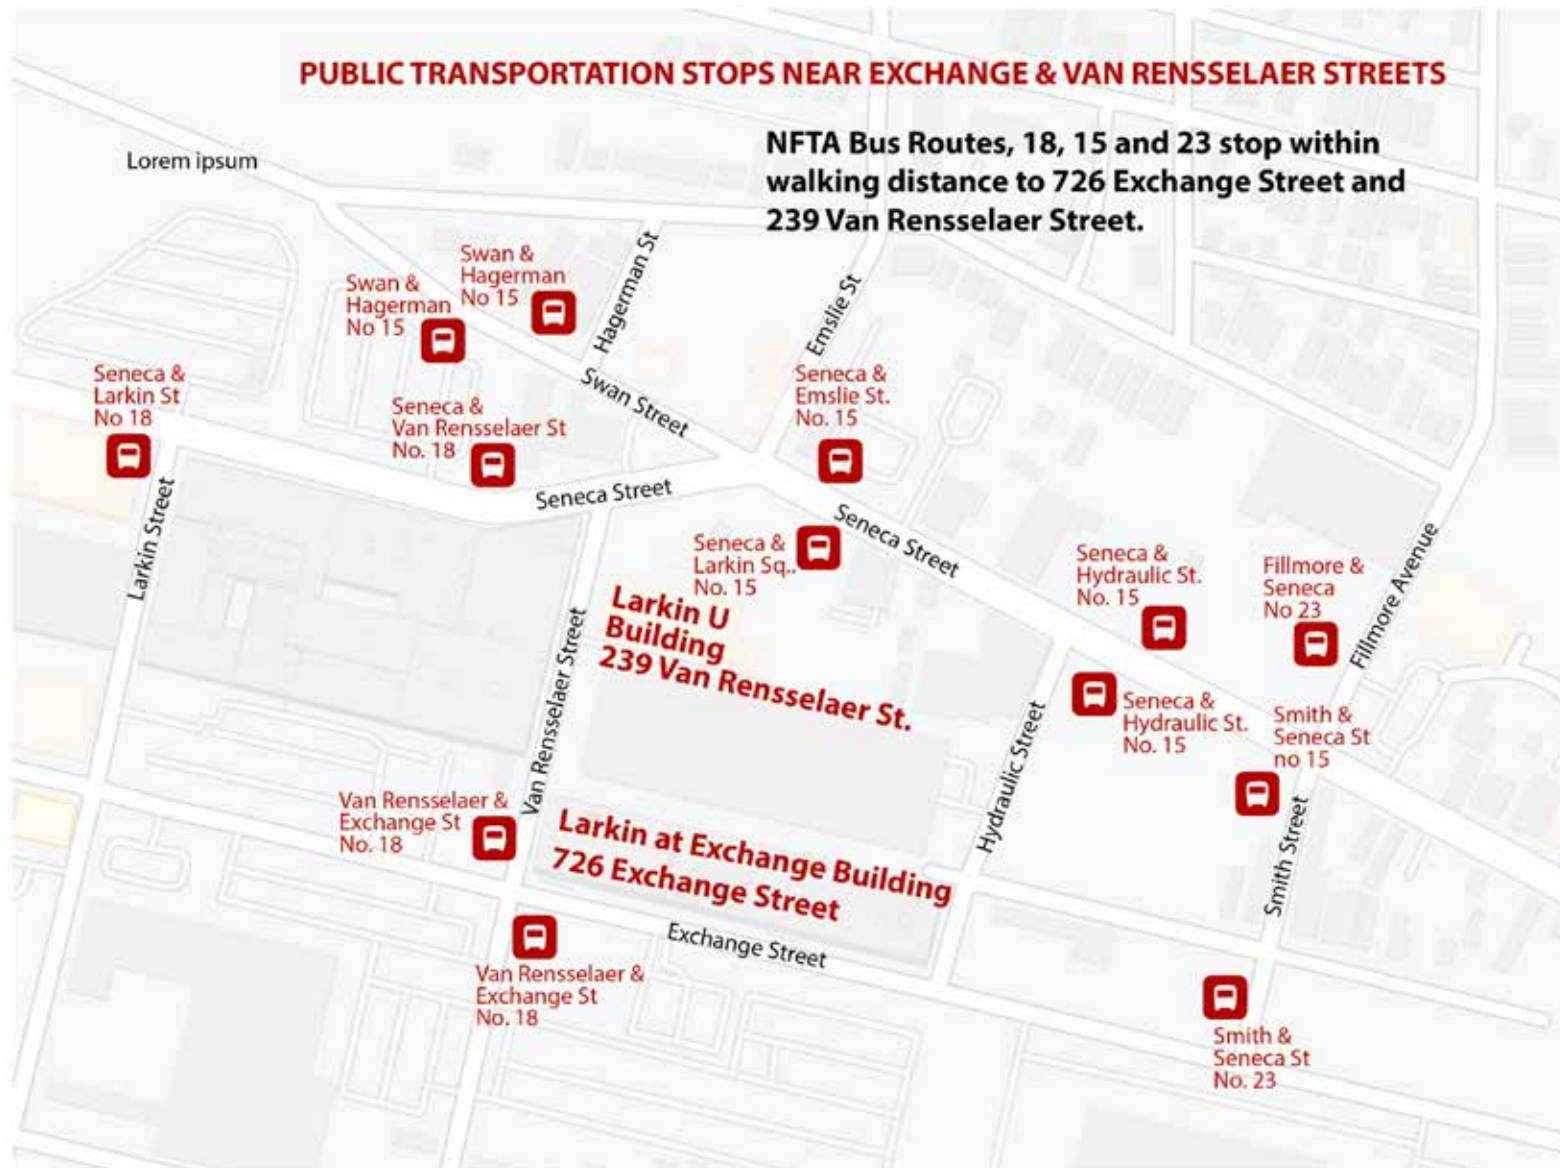 PUBLIC TRANSPORTATION STOPS NEAR EXCHANGE & VAN RENSSELAER STREETS
NFTA Bus Routes, 18, 15 and 23 stop within
walking distance to 726 Exchange Street and
239 Van Rensselaer Street.
Lorem ipsum
Swan &
Hagerman
No 15
Swan &
Hagerman
No 15
Hagerman St
Emslie St
Swan Street
Seneca &
Larkin St
No 18
Seneca &
Van Rensselaer St
No. 18
Seneca &
Emslie St.
No. 15
Seneca Street
Larkin Street
Seneca &
Larkin Sq..
No. 15
Seneca Street
Seneca &
Hydraulic St.
No. 15
Fillmore &
Seneca
No 23
Fillmore Avenue
Larkin U
Building
239 Van Rensselaer St.
Van Rensselaer Street
Seneca &
Hydraulic St.
No. 15
Smith &
Seneca St
no 15
Hydraulic Street
Van Rensselaer &
Exchange St
No. 18
Larkin at Exchange Building
726 Exchange Street
Smith Street
Exchange Street
Van Rensselaer &
Exchange St
No. 18
Smith &
Seneca St
No. 23